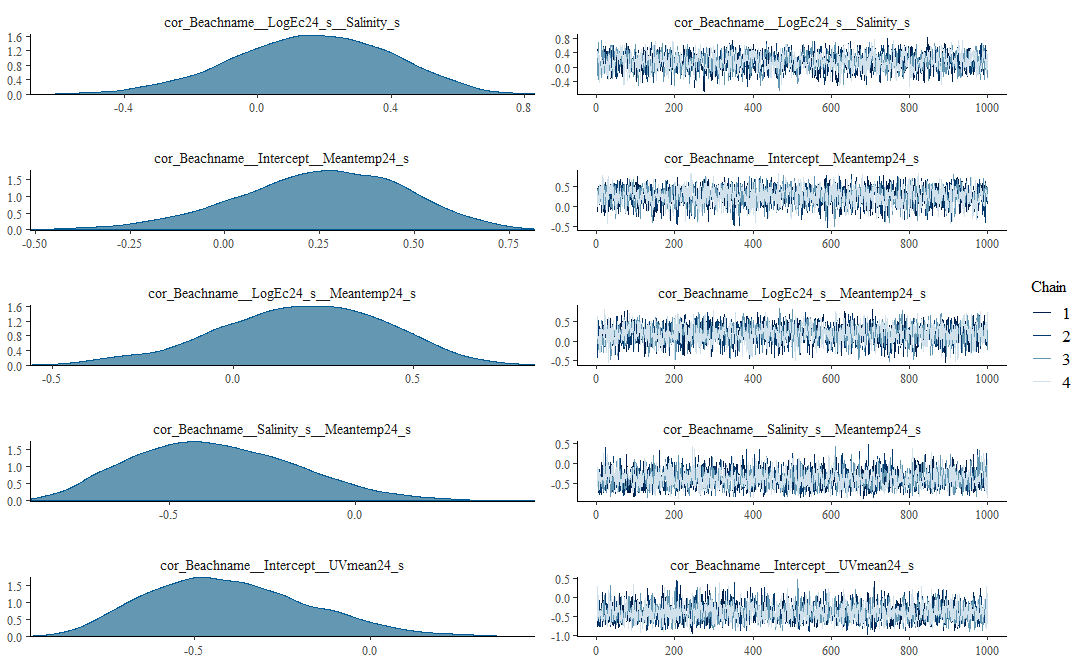 cor_Beachname__LogEc24_s__Salinity_s
1.6
1.2
0.8
0.4
0.0
-0.4 0.0 0.4 0.8
cor_Beachname__LogEc24_s__Salinity_s
0.8
0.4
0.0
-0.4
0 200 400 600 800 1000
cor_Beachname__Intercept__Meantemp24_s
1.5
1.0
0.5
0.0
-0.50 -0.25 0.00 0.25 0.50 0.75
cor_Beachname__Intercept__Meantemp24_s
0.5
0.0
-0.5
0 200 400 600 800 1000
cor_Beachname__LogEc24_s__Meantemp24_s
1.6
1.2
0.8
0.4
0.0
-0.5 0.0 0.5
cor_Beachname__LogEc24_s__Meantemp24_s
0.5
0.0
-0.5
0 200 400 600 800 1000
cor_Beachname__Salinity_s__Meantemp24_s
1.5
1.0
0.5
0.0
-0.5 0.0
cor_Beachname__Salinity_s__Meantemp24_s
0.5
0.0
-0.5
0 200 400 600 800 1000
cor_Beachname__Intercept__UVmean24_s
1.5
1.0
0.5
0.0
-0.5 0.0
cor_Beachname__Intercept__UVmean24_s
0.5
0.0
-0.5
-1.0
0 200 400 600 800 1000
Chain
1
2
3
4